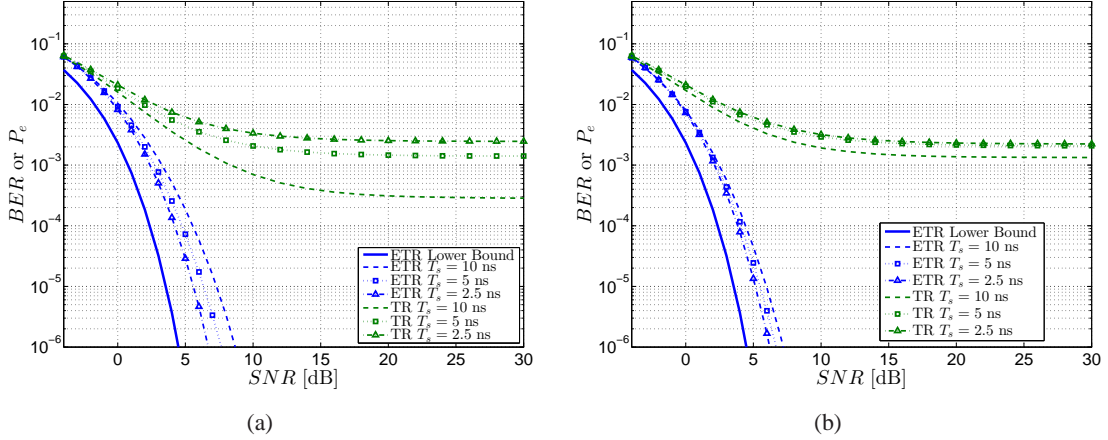 10^{-1}
10^{-2}
10^{-3}
10^{-4}
10^{-5}
10^{-6}
BER or P_e
0 5 10 15 20 25 30
SNR [dB]
ETR Lower Bound
ETR T_s = 10 ns
ETR T_s = 5 ns
ETR T_s = 2.5 ns
TR T_s = 10 ns
TR T_s = 5 ns
TR T_s = 2.5 ns
(a)
10^{-1}
10^{-2}
10^{-3}
10^{-4}
10^{-5}
10^{-6}
BER or P_e
0 5 10 15 20 25 30
SNR [dB]
ETR Lower Bound
ETR T_s = 10 ns
ETR T_s = 5 ns
ETR T_s = 2.5 ns
TR T_s = 10 ns
TR T_s = 5 ns
TR T_s = 2.5 ns
(b)